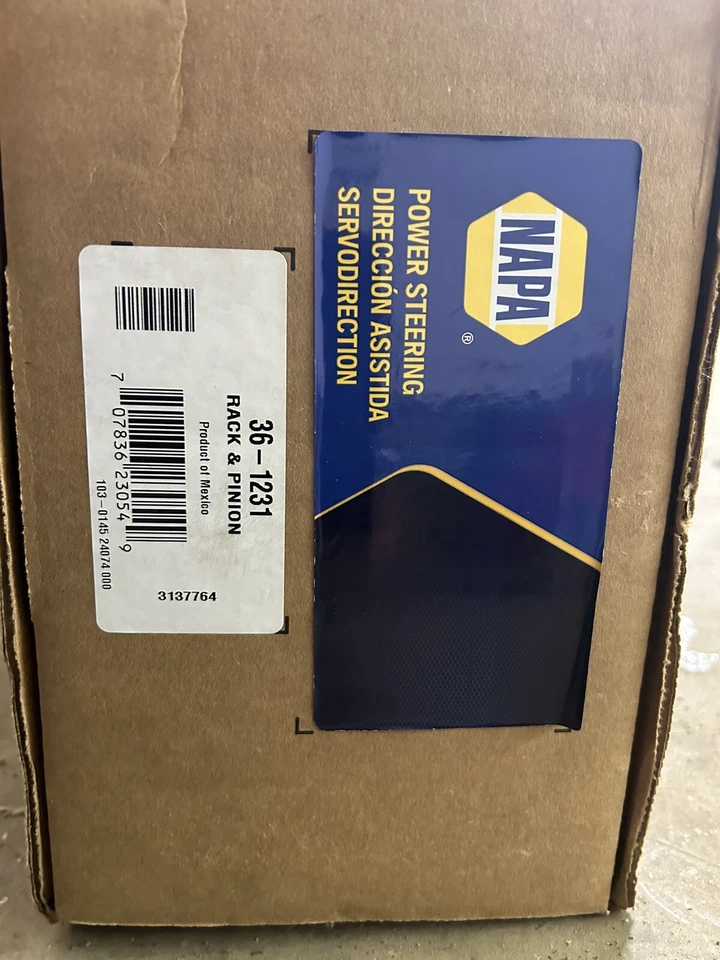 NAPA
®
POWER STEERING
DIRECCIÓN ASISTIDA
SERVODIRECTION
36-1231
RACK & PINION
Product of Mexico
7 07836 23054 9
103-0145 24074 000
3137764